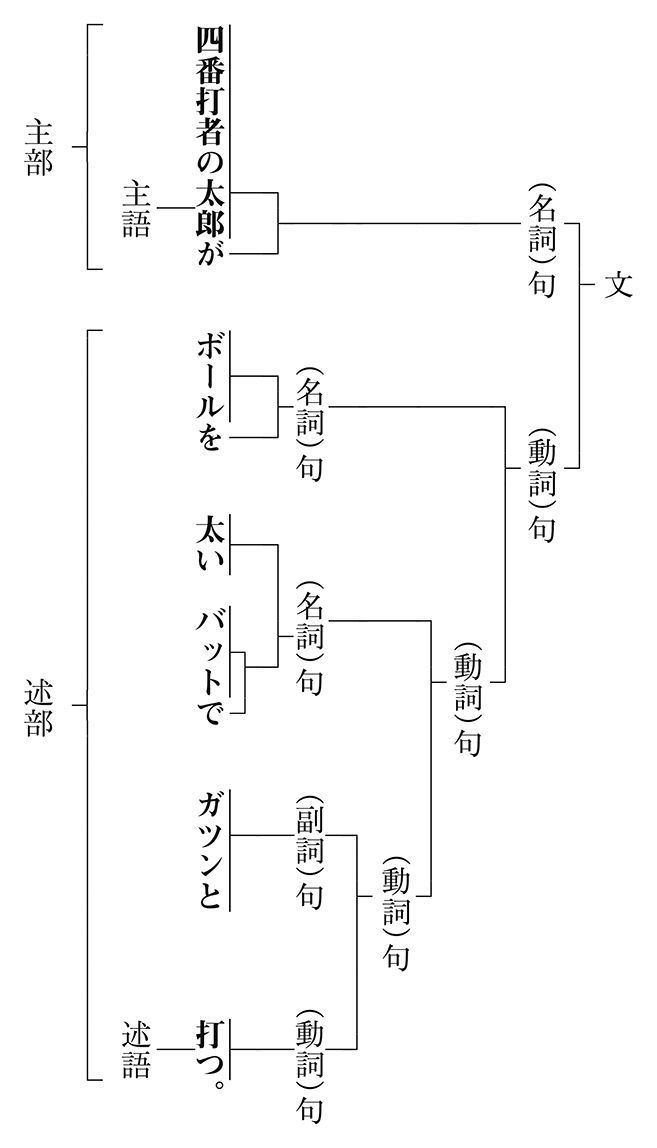 文
(名詞)句
(動詞)句
(動詞)句
(動詞)句
(名詞)句
(名詞)句
(副詞)句
(動詞)句
四番打者の太郎が
ボールを
太い
バットで
ガツンと
打つ。
主語
述語
主部
述部